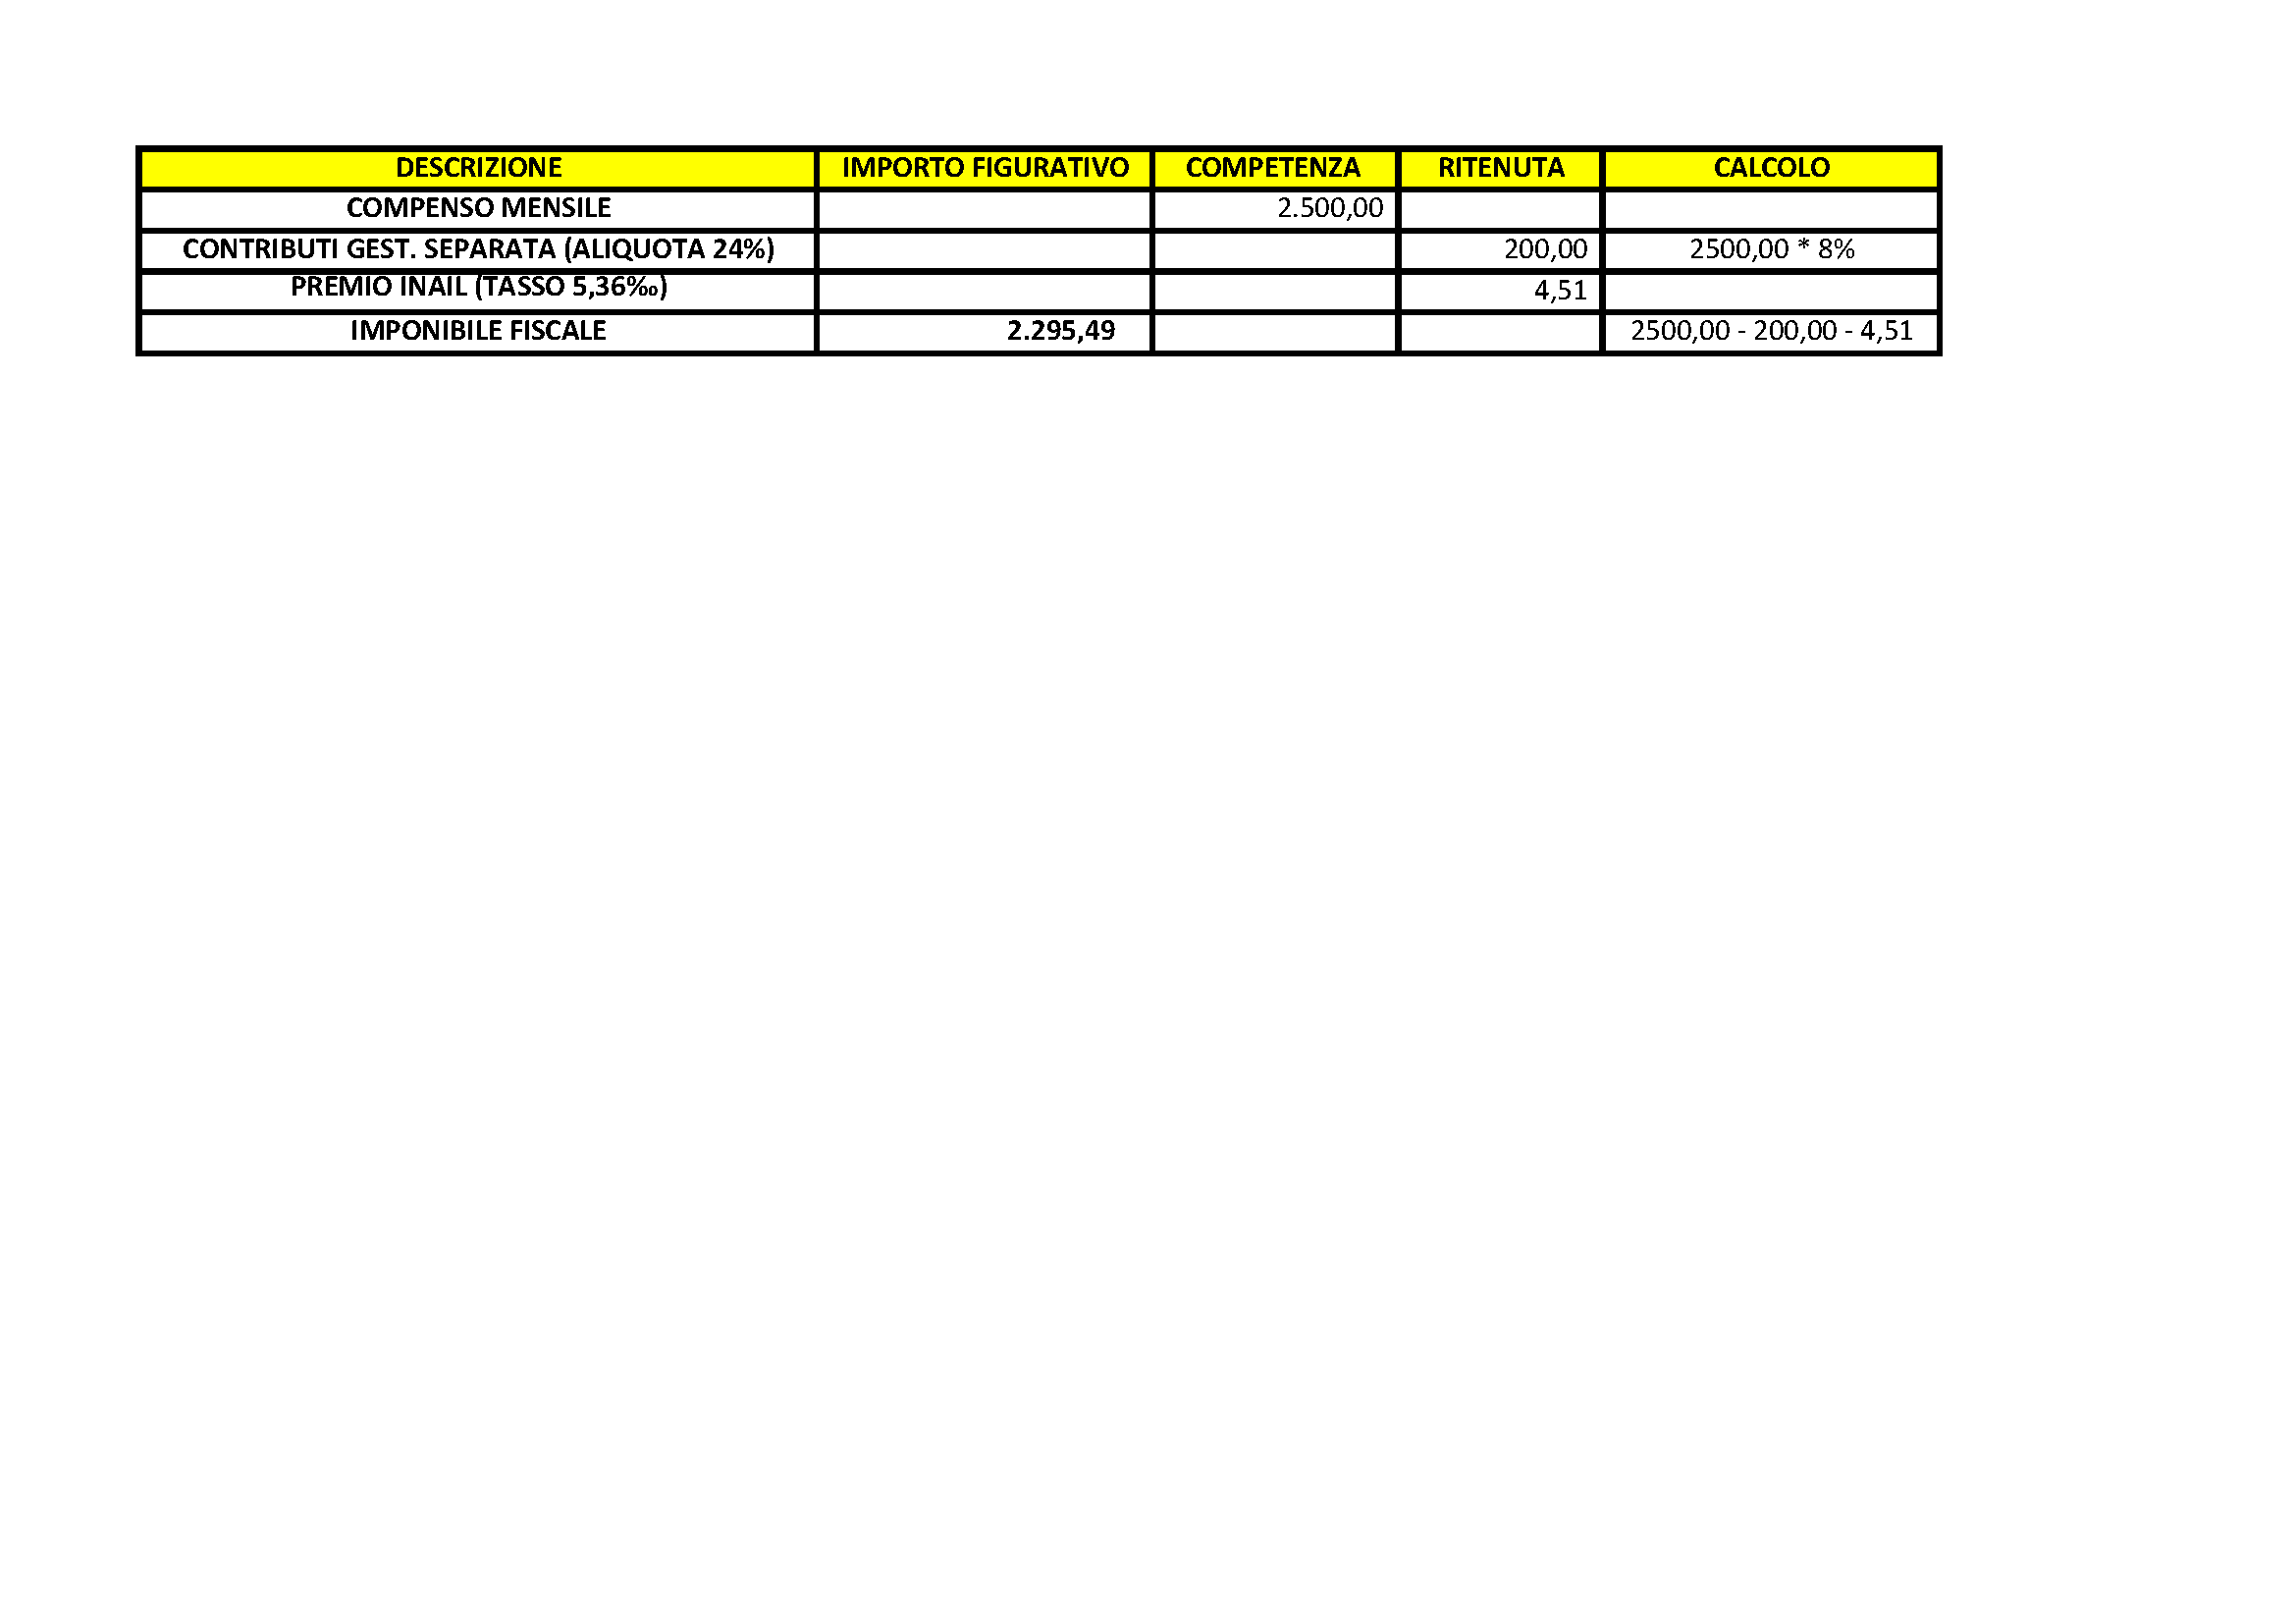 DESCRIZIONE IMPORTO FIGURATIVO COMPETENZA RITENUTA CALCOLO
COMPENSO MENSILE 2.500,00
CONTRIBUTI GEST. SEPARATA (ALIQUOTA 24%) 200,00 2500,00 * 8%
PREMIO INAIL (TASSO 5,36‰) 4,51
IMPONIBILE FISCALE 2.295,49 2500,00 - 200,00 - 4,51